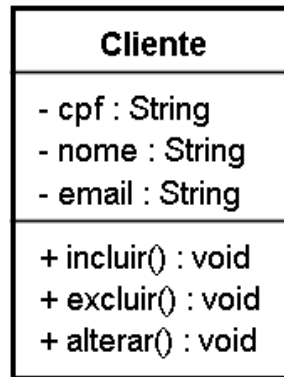 Cliente
- cpf : String
- nome : String
- email : String
+ incluir() : void
+ excluir() : void
+ alterar() : void